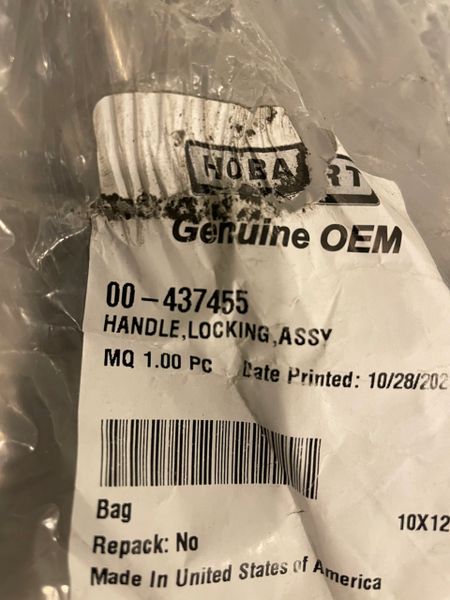 HOBART
Genuine OEM
00-437455
HANDLE,LOCKING,ASSY
MQ 1.00 PC Date Printed: 10/28/202
Bag 10X12
Repack: No
Made In United States of America